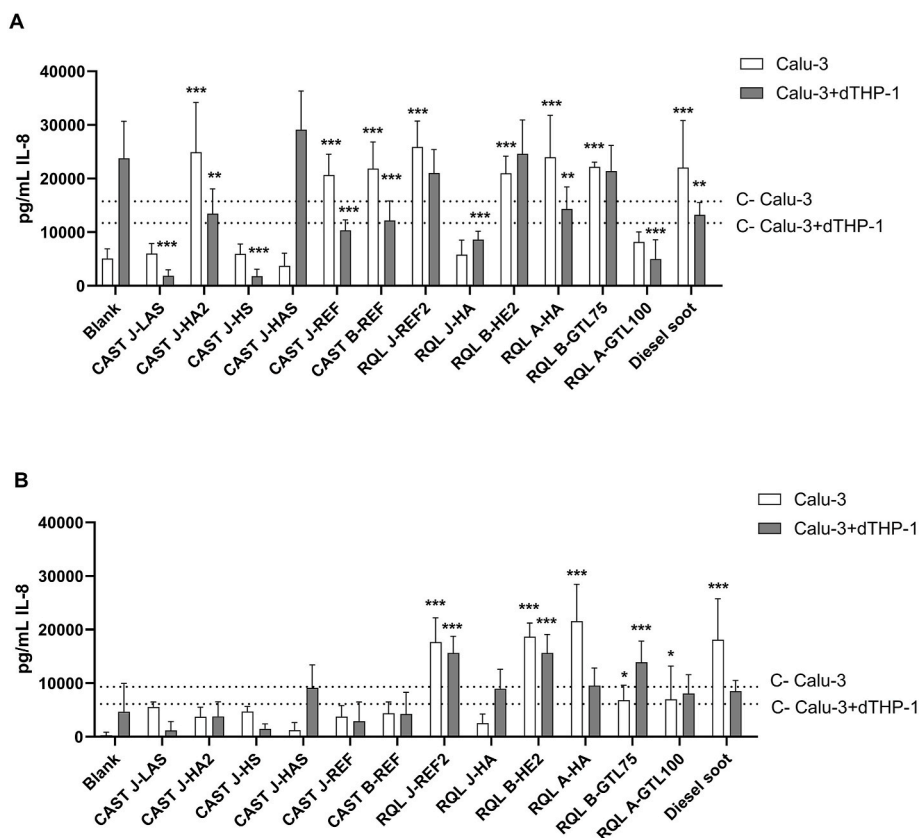 A
Calu-3
Calu-3+dTHP-1
pg/mL IL-8
40000
30000
20000
10000
0
*** ** *** *** *** *** *** *** *** *** *** *** ** *** *** *** **
C- Calu-3
C- Calu-3+dTHP-1
Blank
CAST J-LAS
CAST J-HA2
CAST J-HS
CAST J-HAS
CAST J-REF
CAST B-REF
RQL J-REF2
RQL J-HA
RQL B-HE2
RQL A-HA
RQL B-GTL75
RQL A-GTL100
Diesel soot
B
Calu-3
Calu-3+dTHP-1
pg/mL IL-8
40000
30000
20000
10000
0
*** *** *** *** *** * *** * ***
C- Calu-3
C- Calu-3+dTHP-1
Blank
CAST J-LAS
CAST J-HA2
CAST J-HS
CAST J-HAS
CAST J-REF
CAST B-REF
RQL J-REF2
RQL J-HA
RQL B-HE2
RQL A-HA
RQL B-GTL75
RQL A-GTL100
Diesel soot